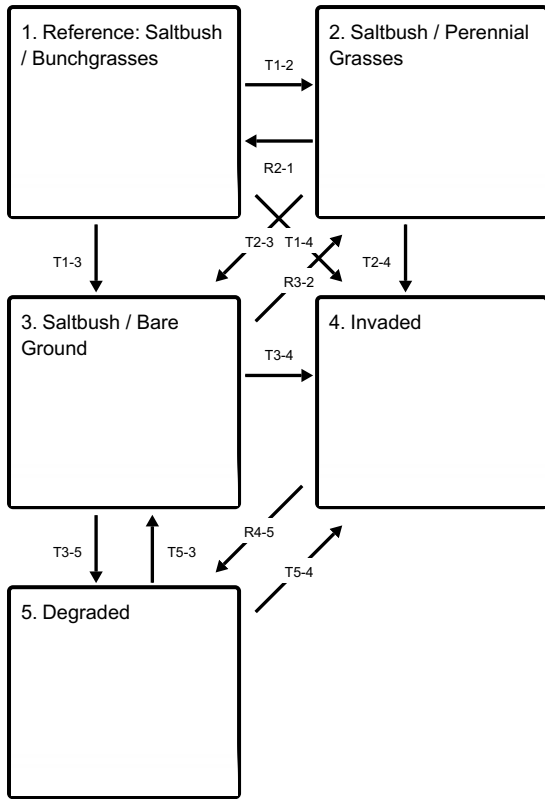 1. Reference: Saltbush
/ Bunchgrasses
2. Saltbush / Perennial
Grasses
T1-2
R2-1
T1-3
T2-3
T1-4
T2-4
R3-2
3. Saltbush / Bare
Ground
4. Invaded
T3-4
T3-5
T5-3
R4-5
T5-4
5. Degraded